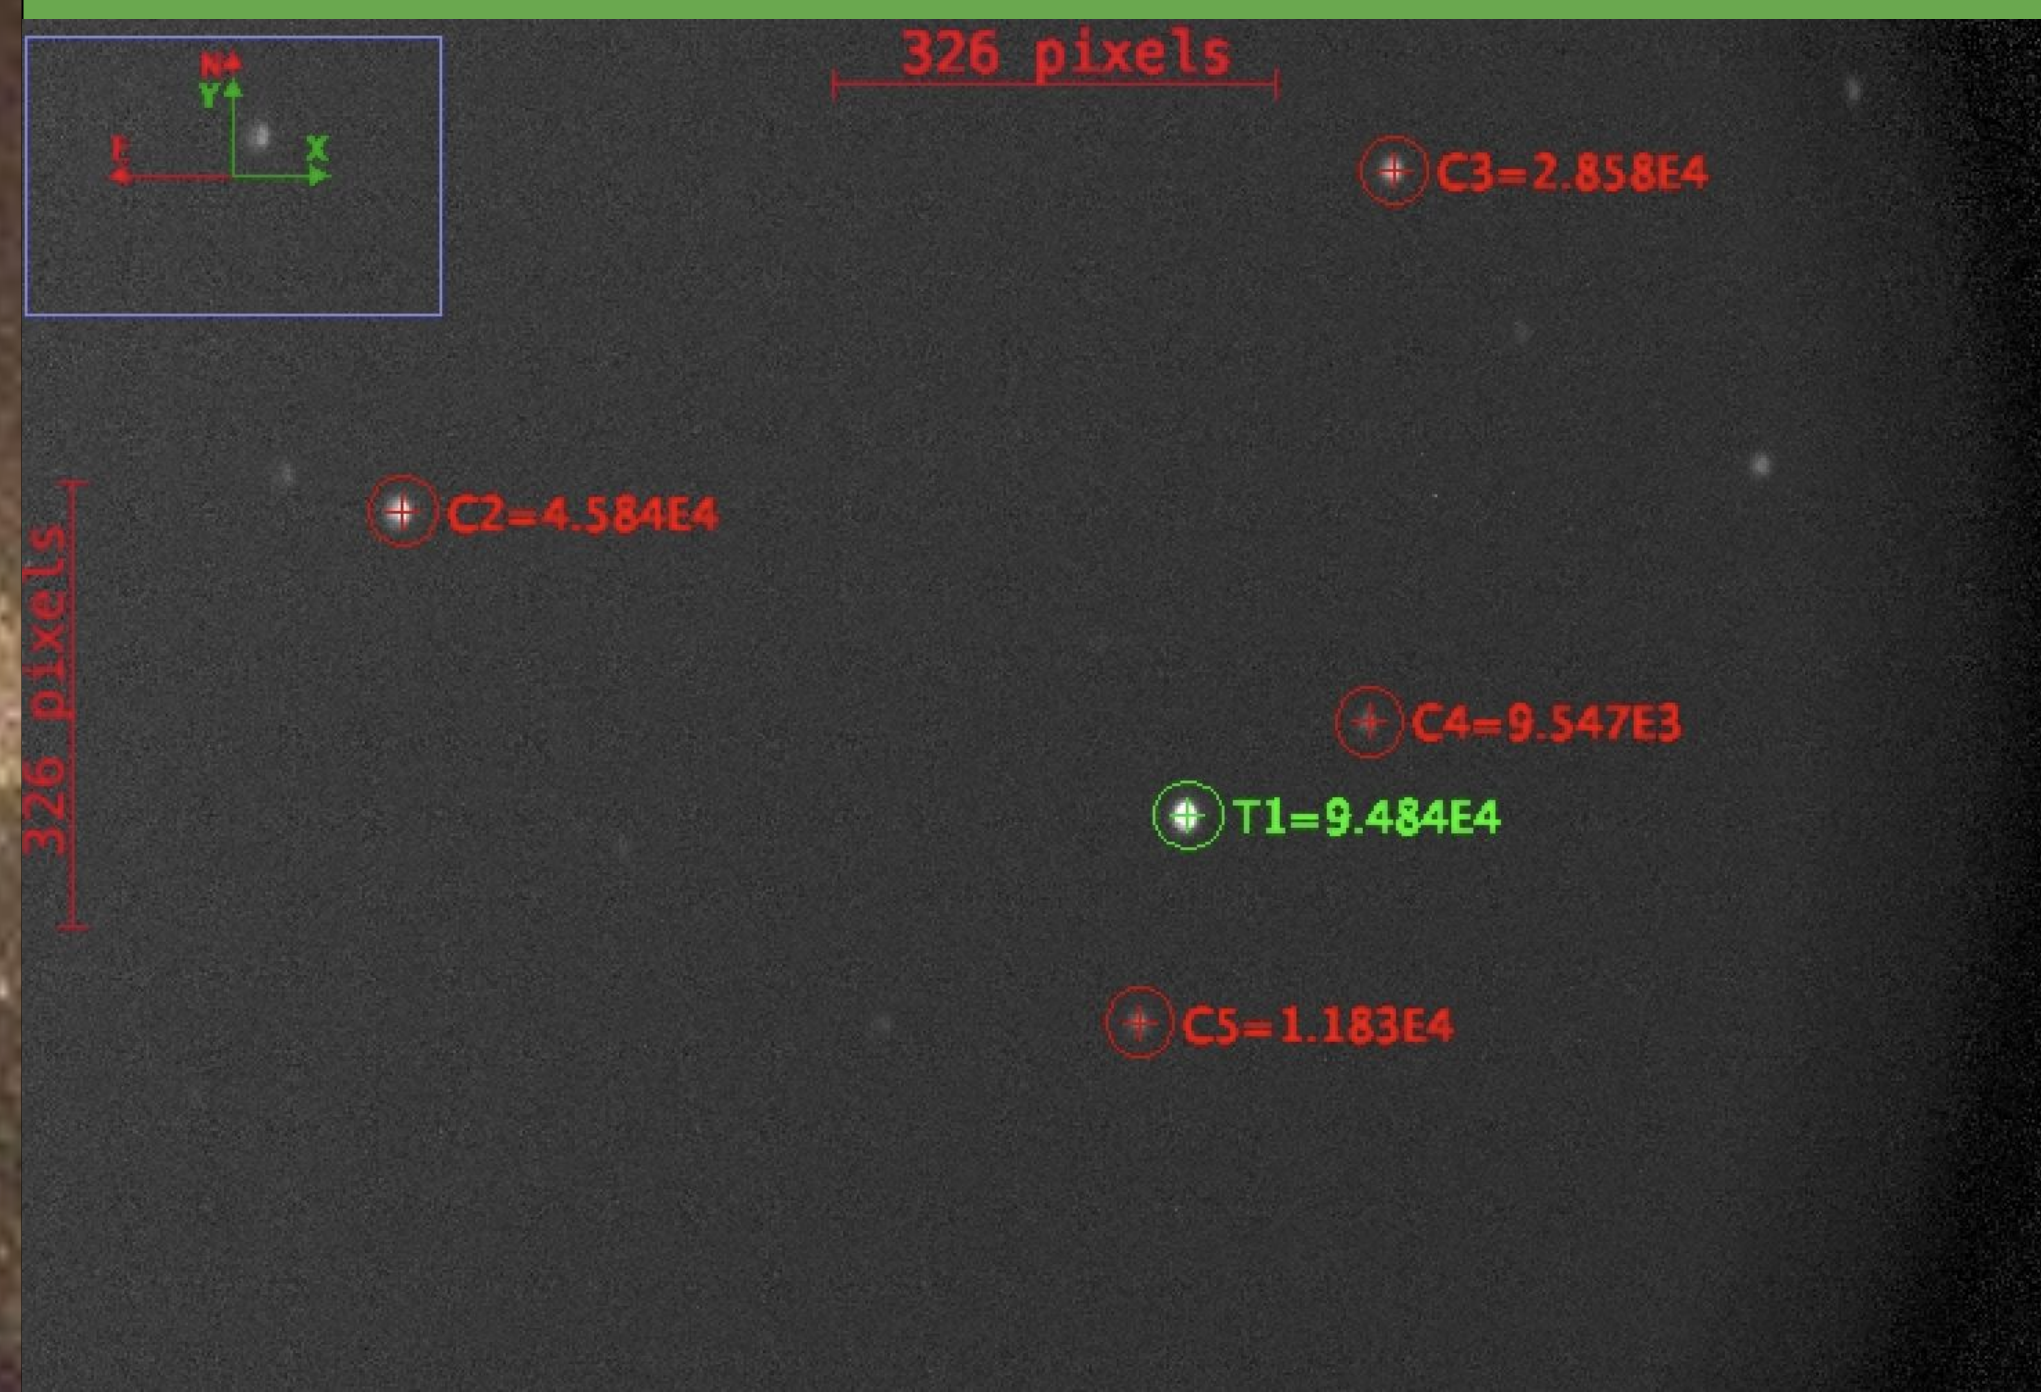 326 pixels
N
Y
E
X
C3=2.858E4
C2=4.584E4
326 pixels
C4=9.547E3
T1=9.484E4
C5=1.183E4